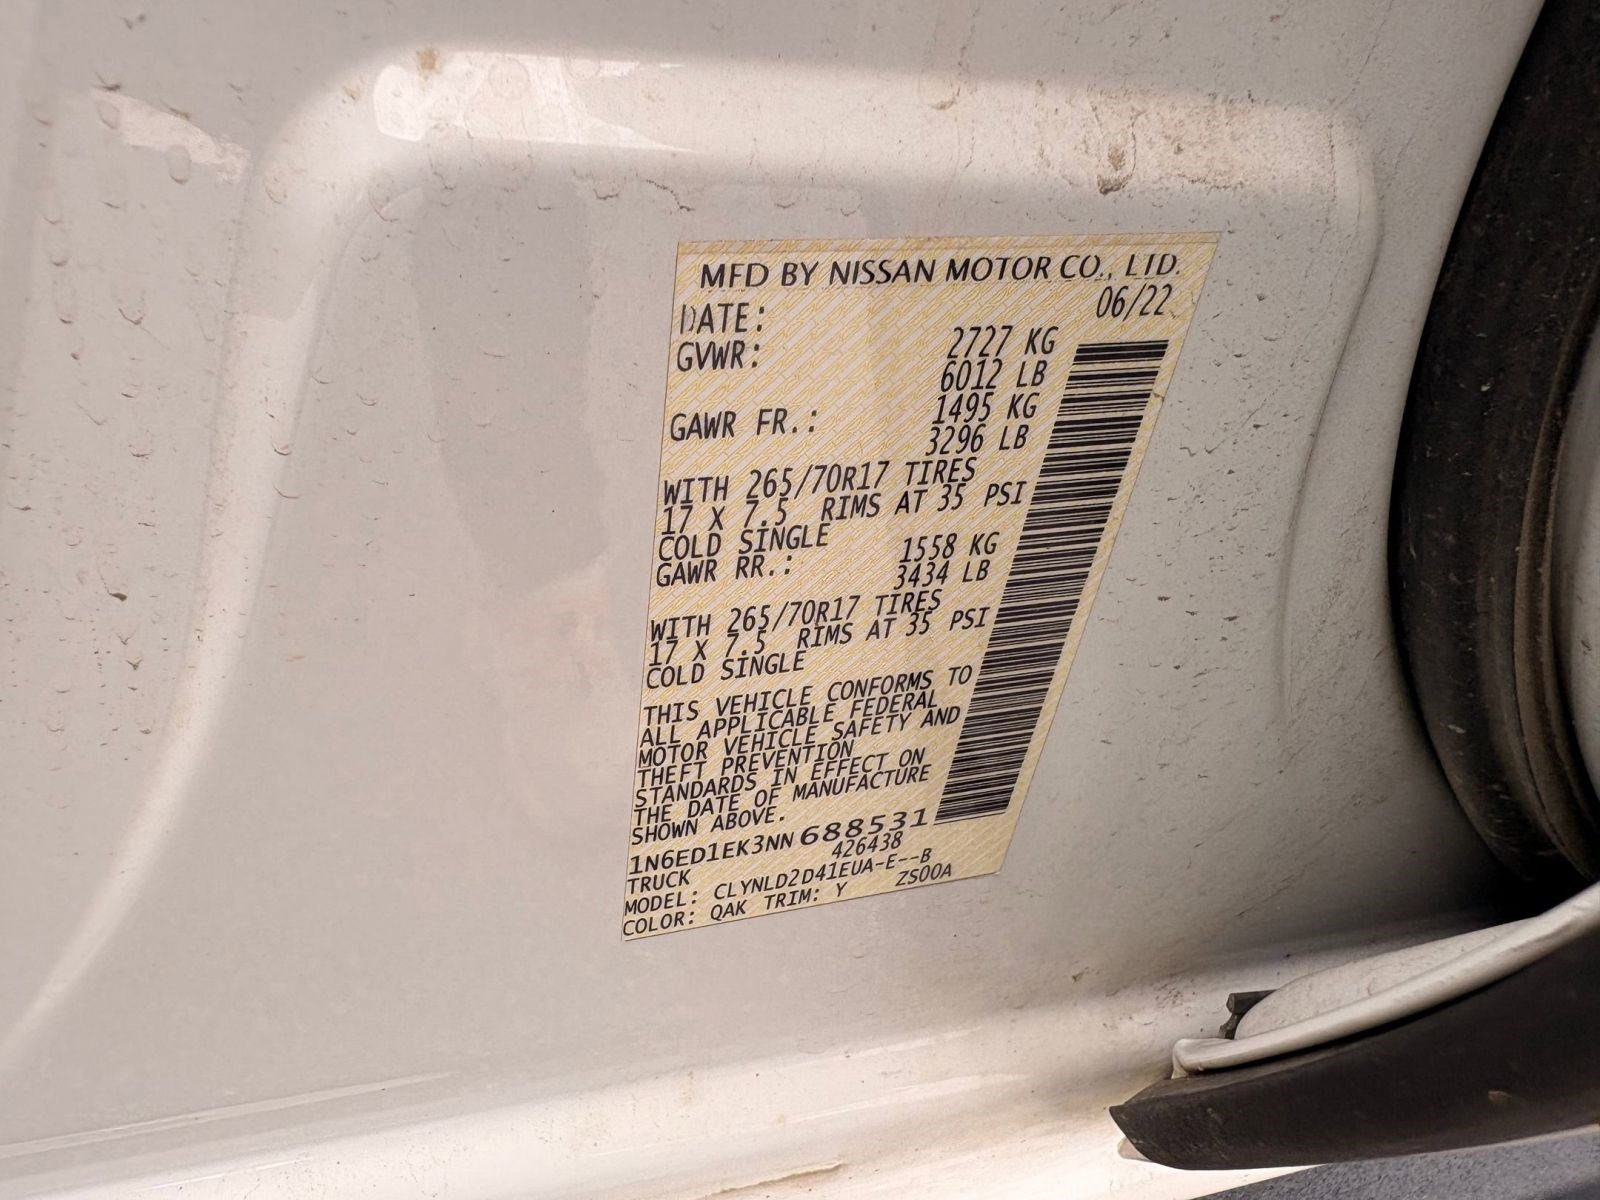 MFD BY NISSAN MOTOR CO., LTD.
DATE: 06/22
GVWR: 2727 KG
6012 LB
GAWR FR.: 1495 KG
3296 LB
WITH 265/70R17 TIRES
17 X 7.5 RIMS AT 35 PSI
COLD SINGLE
GAWR RR.: 1558 KG
3434 LB
WITH 265/70R17 TIRES
17 X 7.5 RIMS AT 35 PSI
COLD SINGLE
THIS VEHICLE CONFORMS TO
ALL APPLICABLE FEDERAL
MOTOR VEHICLE SAFETY AND
THEFT PREVENTION
STANDARDS IN EFFECT ON
THE DATE OF MANUFACTURE
SHOWN ABOVE.
1N6ED1EK3NN688531
TRUCK 426438
MODEL: CLYNLD2D41EUA-E--B
COLOR: QAK TRIM: Y ZS00A